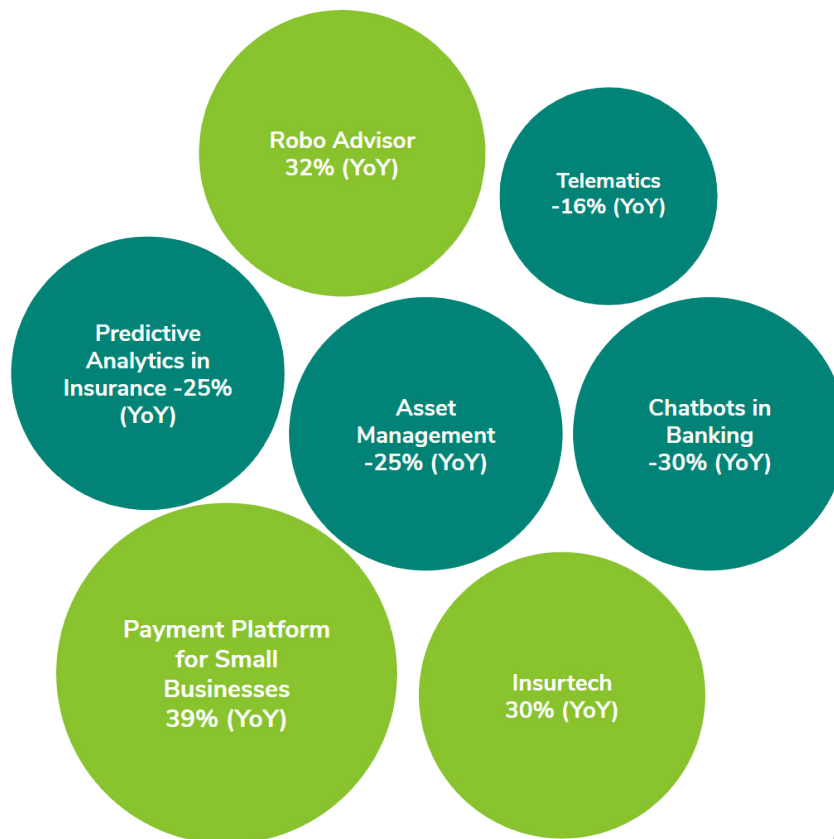 Robo Advisor
32% (YoY)
Telematics
-16% (YoY)
Predictive
Analytics in
Insurance -25%
(YoY)
Asset
Management
-25% (YoY)
Chatbots in
Banking
-30% (YoY)
Payment Platform
for Small
Businesses
39% (YoY)
Insurtech
30% (YoY)